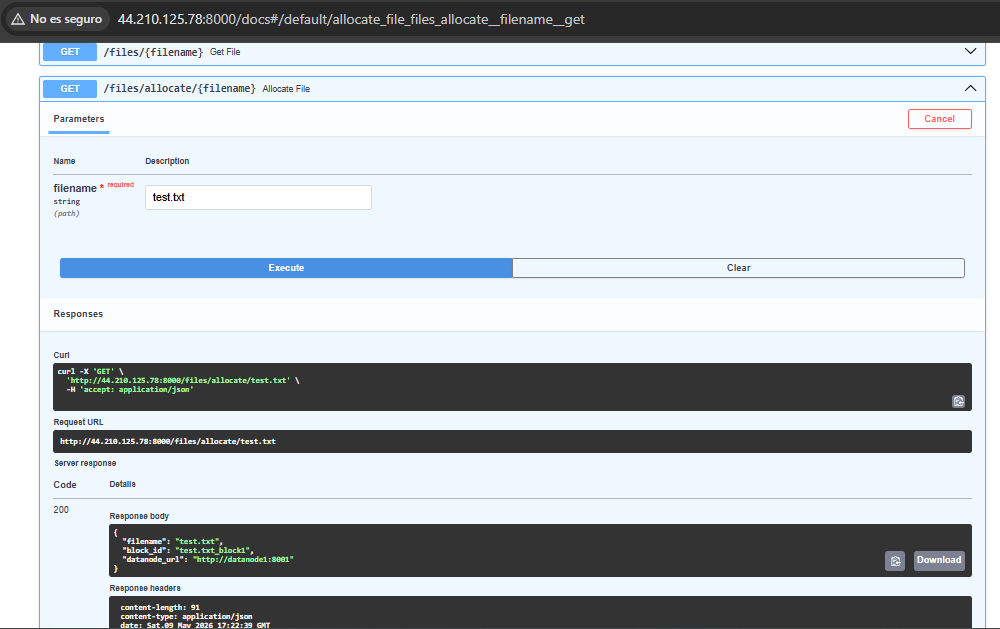 No es seguro 44.210.125.78:8000/docs#/default/allocate_file_files_allocate__filename__get
GET /files/{filename} Get File
GET /files/allocate/{filename} Allocate File
Parameters Cancel
Name Description
filename * required
string
(path)
test.txt
Execute Clear
Responses
Curl
curl -X 'GET' \
'http://44.210.125.78:8000/files/allocate/test.txt' \
-H 'accept: application/json'
Request URL
http://44.210.125.78:8000/files/allocate/test.txt
Server response
Code Details
200
Response body
{
"filename": "test.txt",
"block_id": "test.txt_block1",
"datanode_url": "http://datanode1:8001"
}
Download
Response headers
content-length: 91
content-type: application/json
date: Sat,09 May 2026 17:22:39 GMT